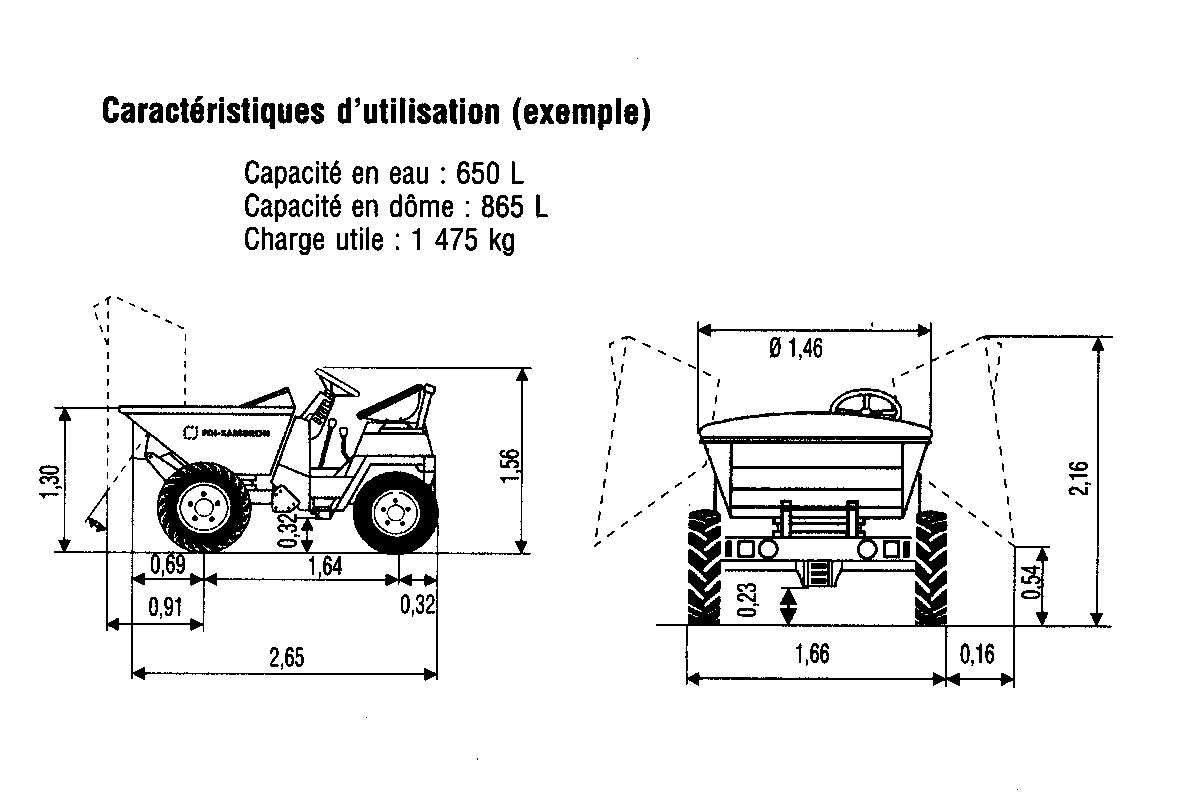 Caractéristiques d'utilisation (exemple)
Capacité en eau : 650 L
Capacité en dôme : 865 L
Charge utile : 1 475 kg
1,30
0,69
0,91
0,32
1,64
0,32
1,56
2,65
Ø 1,46
2,16
0,23
0,54
1,66
0,16